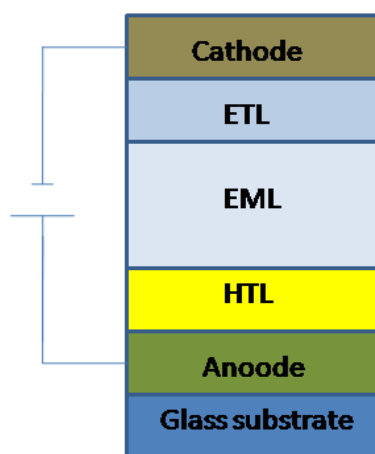 Cathode
ETL
EML
HTL
Anoode
Glass substrate